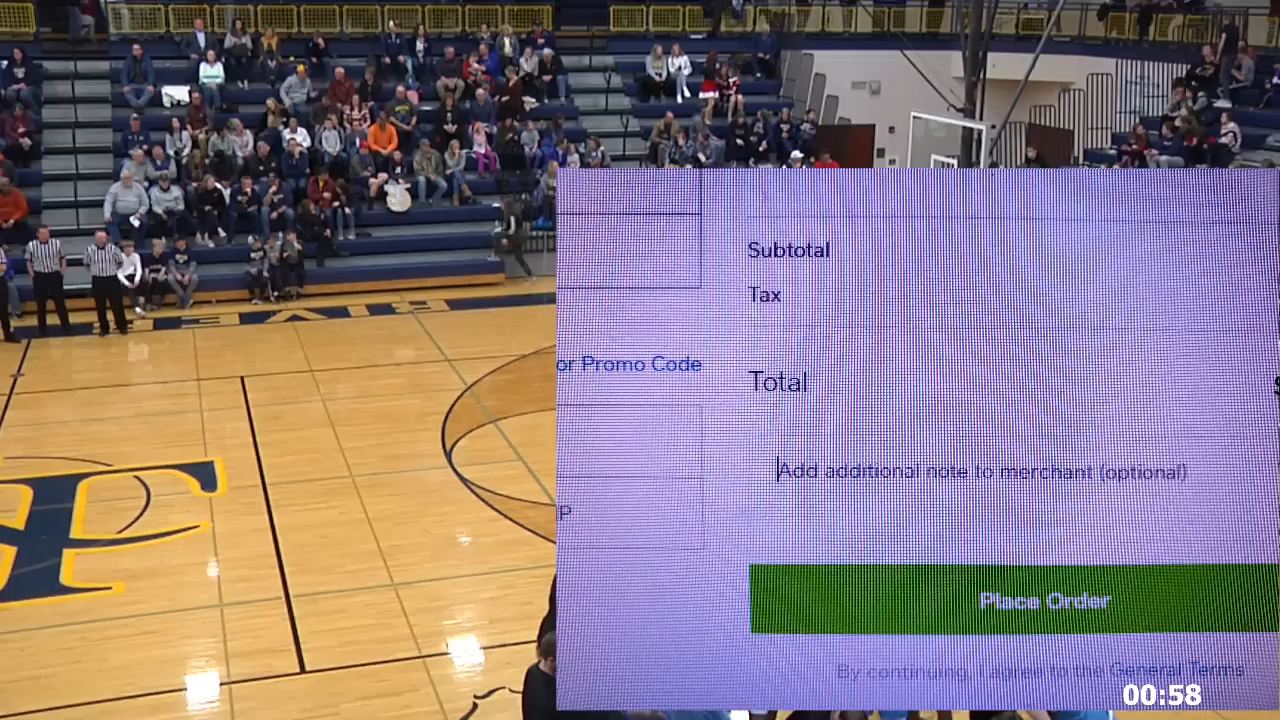 Subtotal
Tax
or Promo Code
Total
Add additional note to merchant (optional)
P
Place Order
By continuing, I agree to the General Terms
00:58